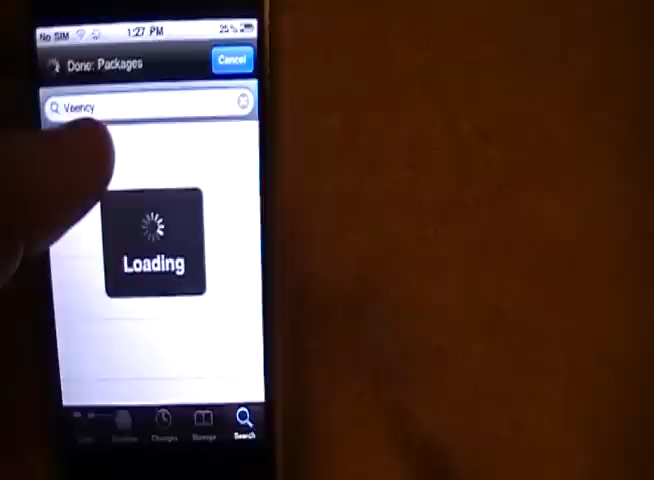 No SIM 1:27 PM 25%
Done: Packages Cancel
Veency
Loading
Changes Manage Search